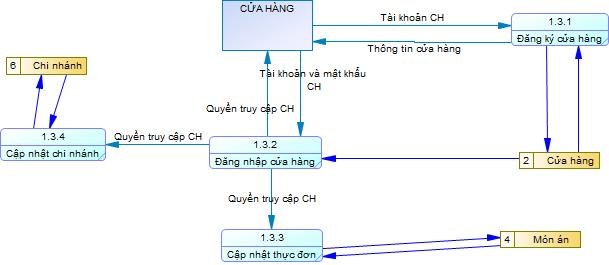 CỬA HÀNG
Tài khoản CH
1.3.1
Đăng ký cửa hàng
Thông tin cửa hàng
6 Chi nhánh
Tài khoản và mật khẩu
CH
Quyền truy cập CH
1.3.4
Cập nhật chi nhánh
Quyền truy cập CH
1.3.2
Đăng nhập cửa hàng
2 Cửa hàng
Quyền truy cập CH
1.3.3
Cập nhật thực đơn
4 Món án